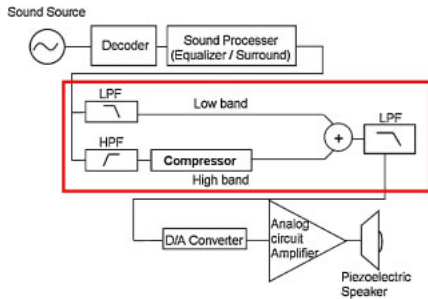 Sound Source
Decoder
Sound Processer
(Equalizer / Surround)
LPF
Low band
LPF
HPF
Compressor
High band
+
D/A Converter
Analog
circuit
Amplifier
Piezoelectric
Speaker